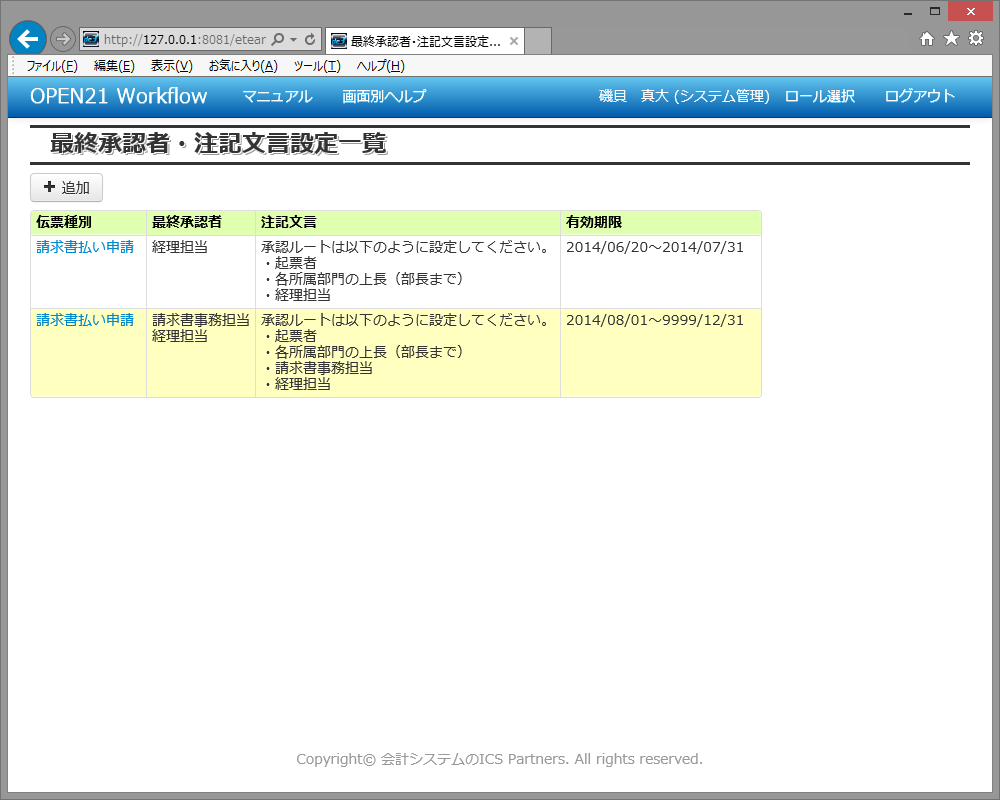 http://127.0.0.1:8081/etear
最終承認者・注記文言設定...
ファイル(F) 編集(E) 表示(V) お気に入り(A) ツール(T) ヘルプ(H)
OPEN21 Workflow マニュアル 画面別ヘルプ 磯貝 真大 (システム管理) ロール選択 ログアウト
最終承認者・注記文言設定一覧
追加
伝票種別 最終承認者 注記文言 有効期限
請求書払い申請 経理担当 承認ルートは以下のように設定してください。 2014/06/20～2014/07/31
・起票者
・各所属部門の上長（部長まで）
・経理担当
請求書払い申請 請求書事務担当 承認ルートは以下のように設定してください。 2014/08/01～9999/12/31
経理担当 ・起票者
・各所属部門の上長（部長まで）
・請求書事務担当
・経理担当
Copyright© 会計システムのICS Partners. All rights reserved.